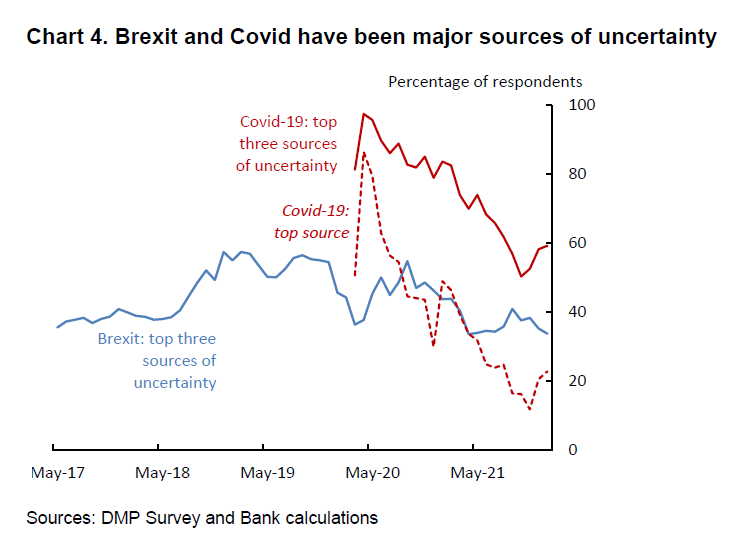 Chart 4. Brexit and Covid have been major sources of uncertainty
Percentage of respondents
100
80
60
40
20
0
Covid-19: top
three sources
of uncertainty
Covid-19:
top source
Brexit: top three
sources of
uncertainty
May-17
May-18
May-19
May-20
May-21
Sources: DMP Survey and Bank calculations